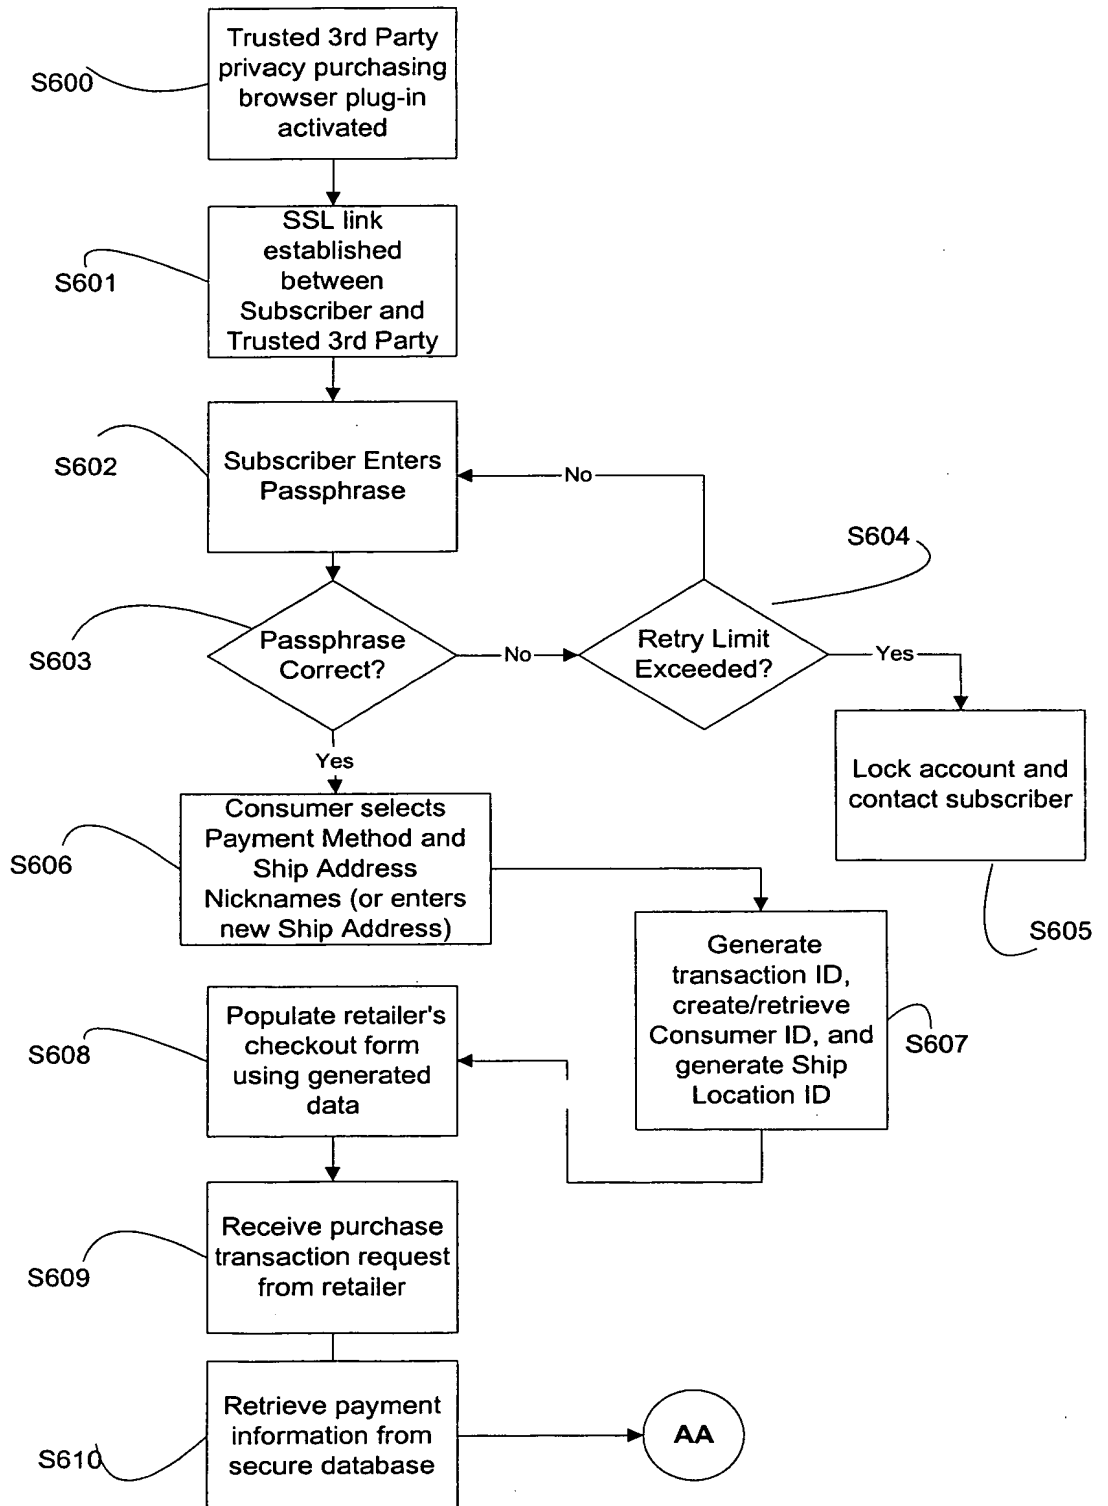 Trusted 3rd Party
privacy purchasing
browser plug-in
activated
S600
SSL link
established
between
Subscriber and
Trusted 3rd Party
S601
Subscriber Enters
Passphrase
S602
No
S604
Passphrase
Correct?
S603
No
Retry Limit
Exceeded?
Yes
Yes
Lock account and
contact subscriber
S605
Consumer selects
Payment Method and
Ship Address
Nicknames (or enters
new Ship Address)
S606
Generate
transaction ID,
create/retrieve
Consumer ID, and
generate Ship
Location ID
S607
Populate retailer's
checkout form
using generated
data
S608
Receive purchase
transaction request
from retailer
S609
Retrieve payment
information from
secure database
S610
AA